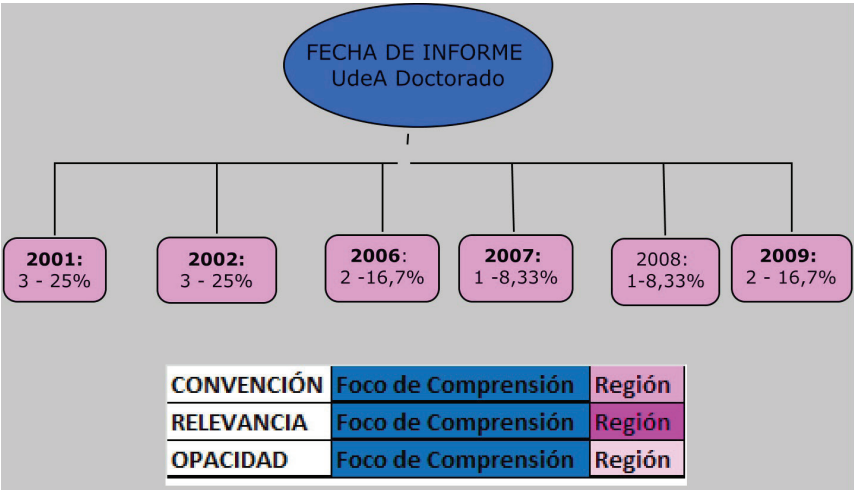 FECHA DE INFORME
UdeA Doctorado
2001:
3 - 25%
2002:
3 - 25%
2006:
2 -16,7%
2007:
1 -8,33%
2008:
1-8,33%
2009:
2 - 16,7%
CONVENCIÓN Foco de Comprensión Región
RELEVANCIA Foco de Comprensión Región
OPACIDAD Foco de Comprensión Región